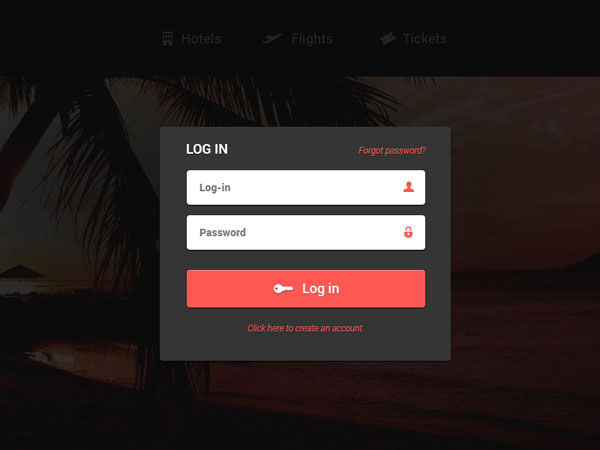 Hotels Flights Tickets
LOG IN Forgot password?
Log-in
Password
Log in
Click here to create an account